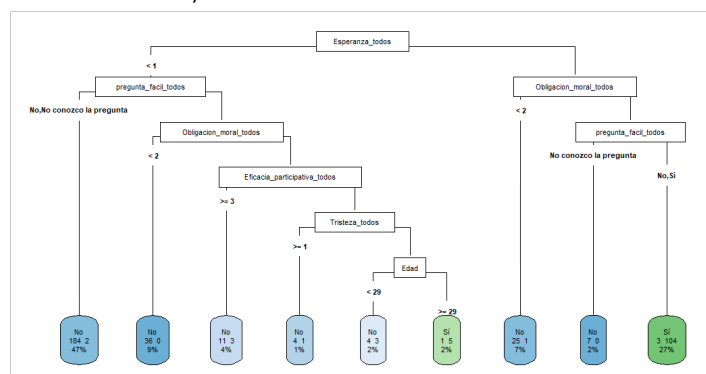 Esperanza_todos
< 1
pregunta_facil_todos
Obligacion_moral_todos
No,No conozco la pregunta
< 2
Obligacion_moral_todos
pregunta_facil_todos
< 2
No conozco la pregunta
Eficacia_participativa_todos
No,Sì
>= 3
Tristeza_todos
>= 1
Edad
< 29
>= 29
No
184 2
47%
No
36 0
9%
No
11 3
4%
No
4 1
1%
No
4 3
2%
Sí
1 5
2%
No
25 1
7%
No
7 0
2%
Sí
3 104
27%